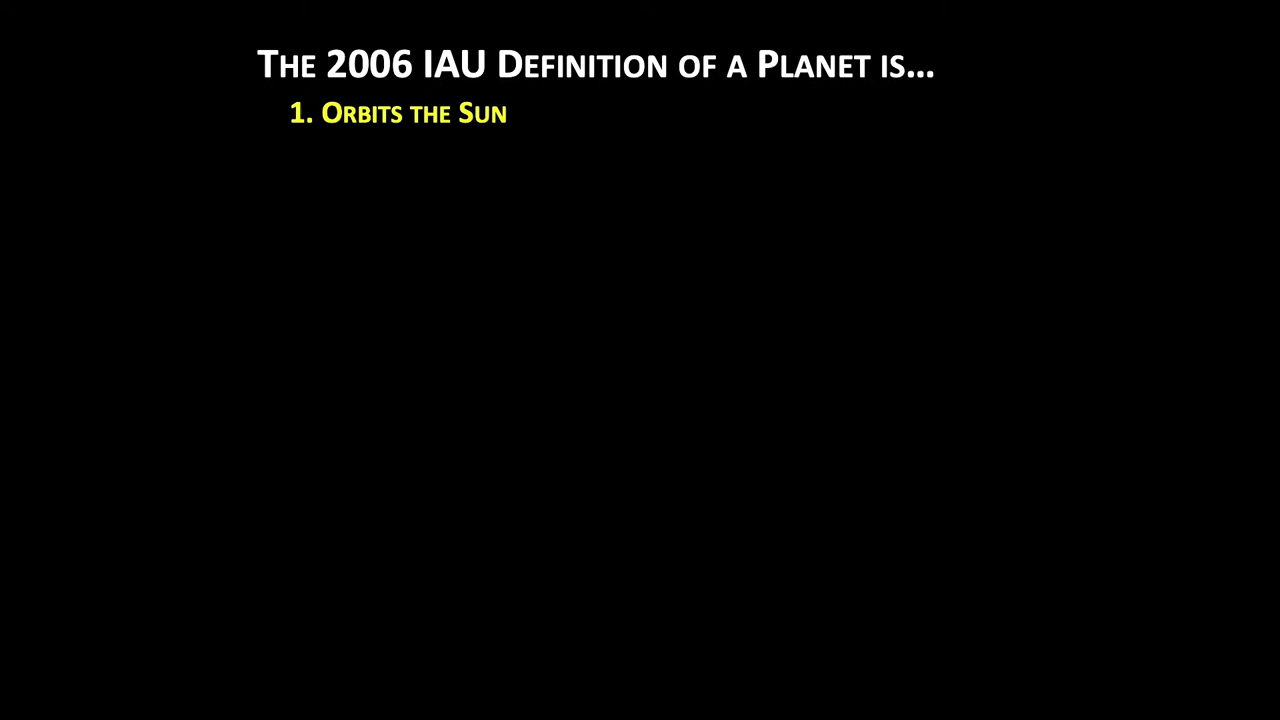 The 2006 IAU Definition of a Planet is...
1. Orbits the Sun